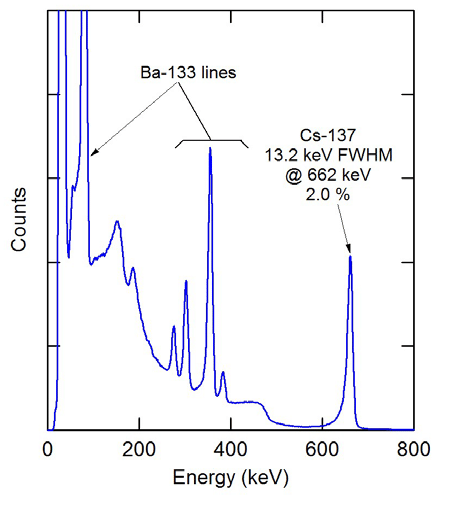 Ba-133 lines
Cs-137
13.2 keV FWHM
@ 662 keV
2.0 %
Counts
0 200 400 600 800
Energy (keV)